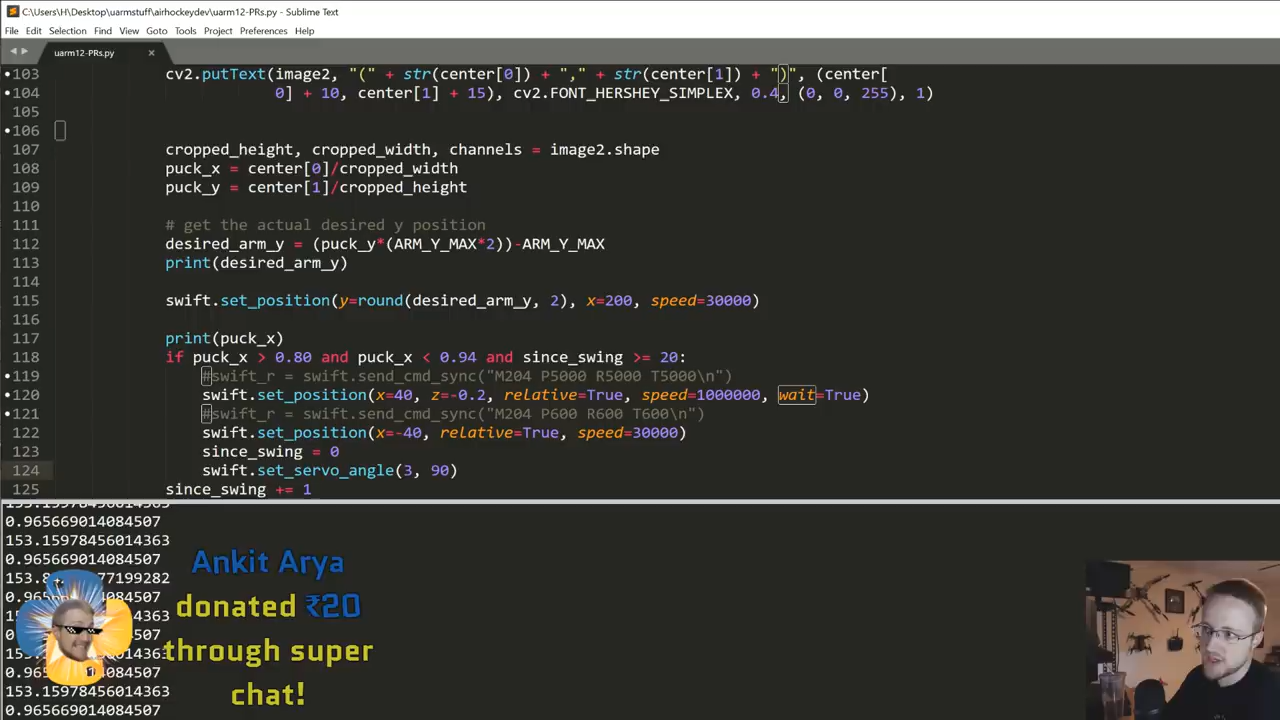 C:\Users\H\Desktop\uarmstuff\airhockeydev\uarm12-PRs.py - Sublime Text
File Edit Selection Find View Goto Tools Project Preferences Help
uarm12-PRs.py
103 cv2.putText(image2, "(" + str(center[0]) + "," + str(center[1]) + ")", (center[
104 0] + 10, center[1] + 15), cv2.FONT_HERSHEY_SIMPLEX, 0.4, (0, 0, 255), 1)
105
106
107 cropped_height, cropped_width, channels = image2.shape
108 puck_x = center[0]/cropped_width
109 puck_y = center[1]/cropped_height
110
111 # get the actual desired y position
112 desired_arm_y = (puck_y*(ARM_Y_MAX*2))-ARM_Y_MAX
113 print(desired_arm_y)
114
115 swift.set_position(y=round(desired_arm_y, 2), x=200, speed=30000)
116
117 print(puck_x)
118 if puck_x > 0.80 and puck_x < 0.94 and since_swing >= 20:
119 #swift_r = swift.send_cmd_sync("M204 P5000 R5000 T5000\n")
120 swift.set_position(x=40, z=-0.2, relative=True, speed=1000000, wait=True)
121 #swift_r = swift.send_cmd_sync("M204 P600 R600 T600\n")
122 swift.set_position(x=-40, relative=True, speed=30000)
123 since_swing = 0
124 swift.set_servo_angle(3, 90)
125 since_swing += 1
153.15978456014363
0.965669014084507
153.15978456014363
0.965669014084507
153.15978456014363
0.965669014084507
Ankit Arya
donated ₹20
through super
chat!